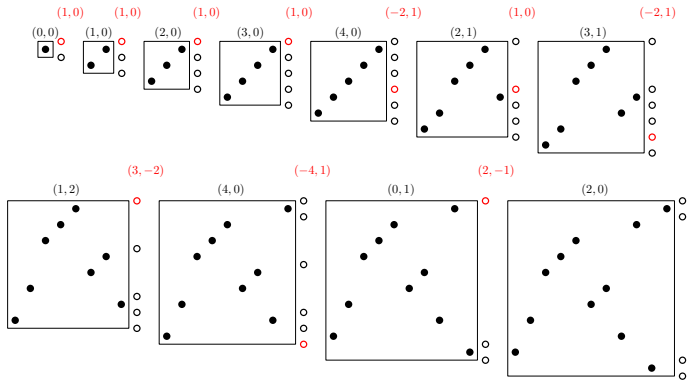 (1, 0) (1, 0) (1, 0) (1, 0) (−2, 1) (1, 0) (−2, 1)
(0, 0) (1, 0) (2, 0) (3, 0) (4, 0) (2, 1) (3, 1)
(3, −2) (−4, 1) (2, −1)
(1, 2) (4, 0) (0, 1) (2, 0)